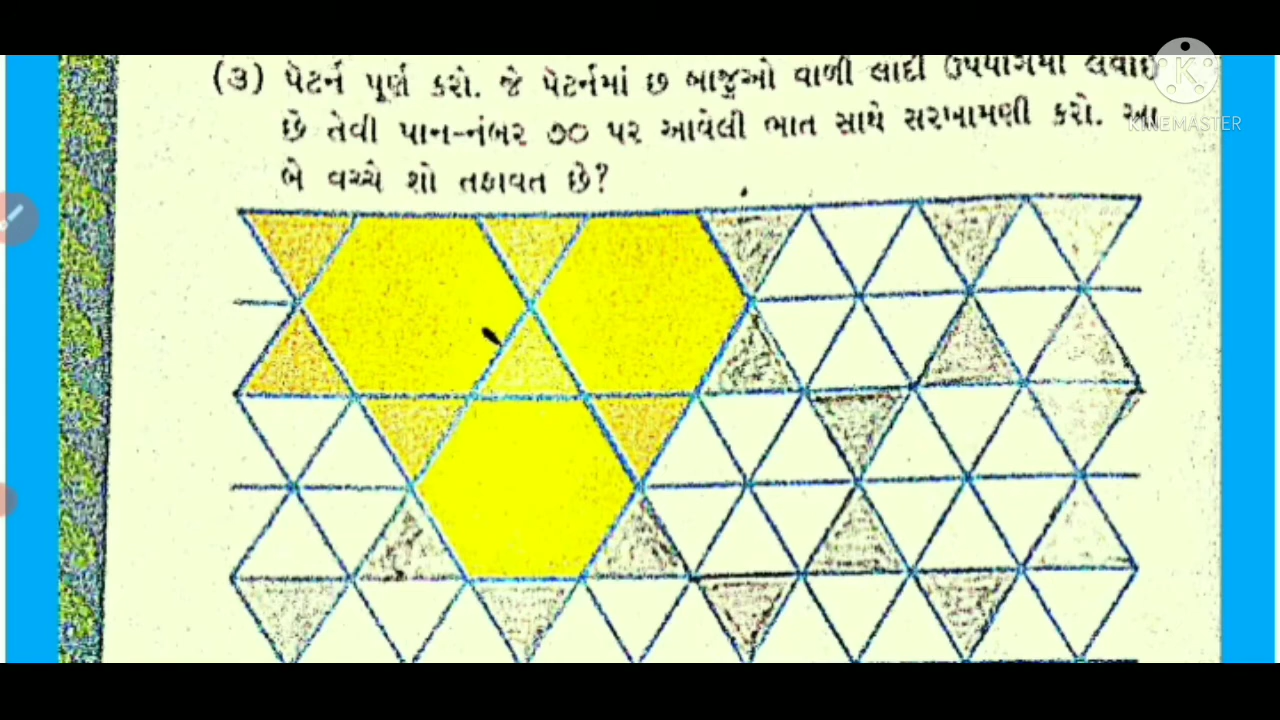 (૩) પૅટર્ન પૂર્ણ કરો. જે પૅટર્નમાં છ બાજુઓ વાળી લાદી ઉપયોગમાં લેવાઇ
છે તેવી પાન-નંબર ૭૦ પર આવેલી ભાત સાથે સરખામણી કરો. આ
બે વચ્ચે શો તફાવત છે?
K
KINEMASTER